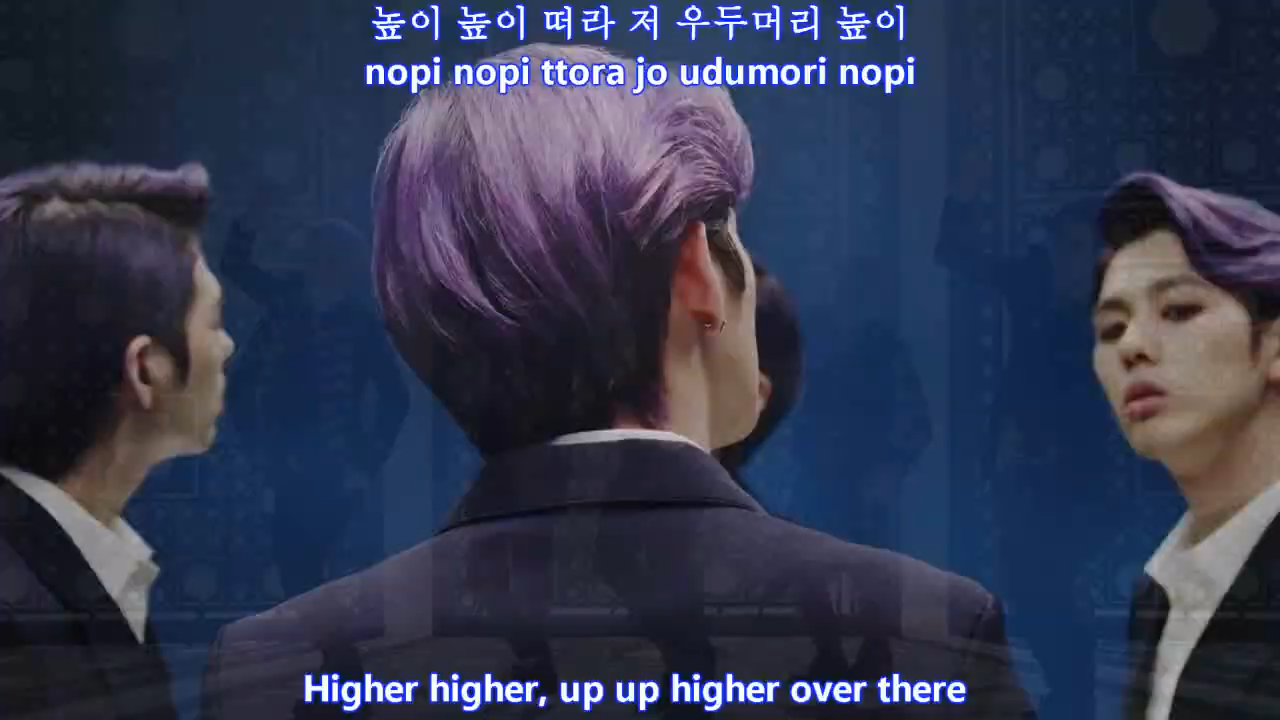 높이 높이 떠라 저 우두머리 높이
nopi nopi ttora jo udumori nopi
Higher higher, up up higher over there